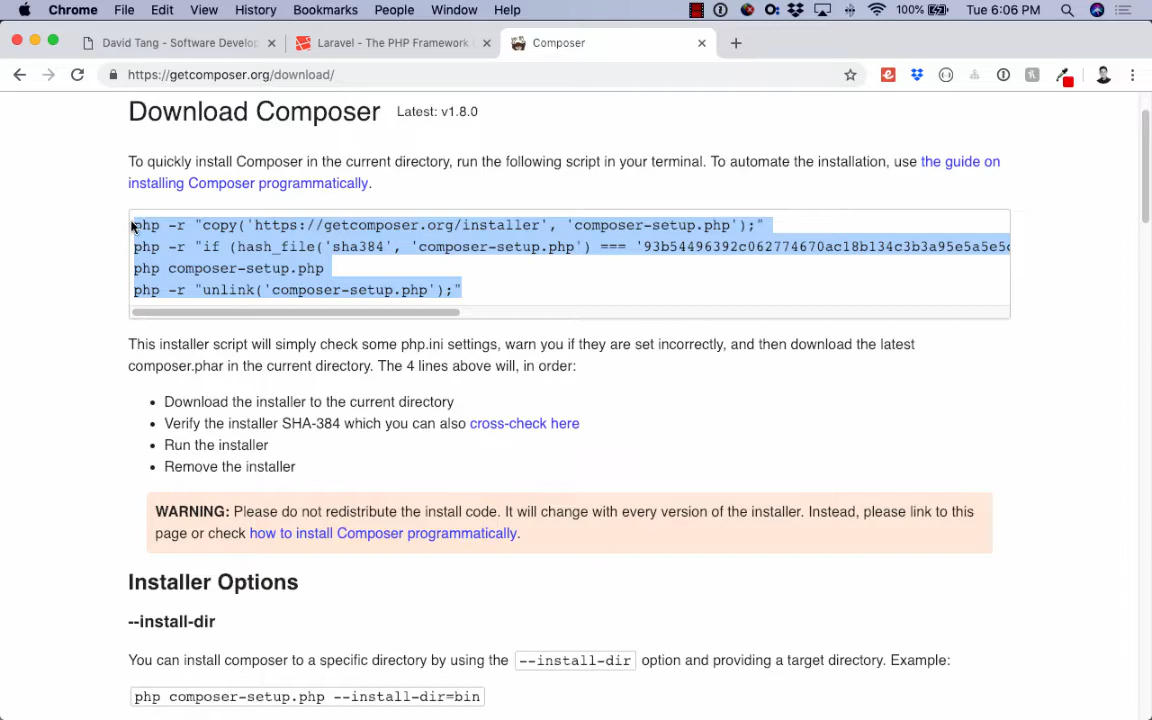 Chrome File Edit View History Bookmarks People Window Help 100% Tue 6:06 PM
David Tang - Software Develop Laravel - The PHP Framework Composer
https://getcomposer.org/download/
Download Composer Latest: v1.8.0
To quickly install Composer in the current directory, run the following script in your terminal. To automate the installation, use the guide on
installing Composer programmatically.
php -r "copy('https://getcomposer.org/installer', 'composer-setup.php');"
php -r "if (hash_file('sha384', 'composer-setup.php') === '93b54496392c062774670ac18b134c3b3a95e5a5e5
php composer-setup.php
php -r "unlink('composer-setup.php');"
This installer script will simply check some php.ini settings, warn you if they are set incorrectly, and then download the latest
composer.phar in the current directory. The 4 lines above will, in order:
• Download the installer to the current directory
• Verify the installer SHA-384 which you can also cross-check here
• Run the installer
• Remove the installer
WARNING: Please do not redistribute the install code. It will change with every version of the installer. Instead, please link to this
page or check how to install Composer programmatically.
Installer Options
--install-dir
You can install composer to a specific directory by using the --install-dir option and providing a target directory. Example:
php composer-setup.php --install-dir=bin